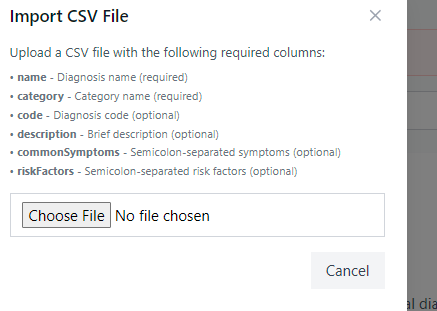 Import CSV File
Upload a CSV file with the following required columns:
• name - Diagnosis name (required)
• category - Category name (required)
• code - Diagnosis code (optional)
• description - Brief description (optional)
• commonSymptoms - Semicolon-separated symptoms (optional)
• riskFactors - Semicolon-separated risk factors (optional)
Choose File No file chosen
Cancel